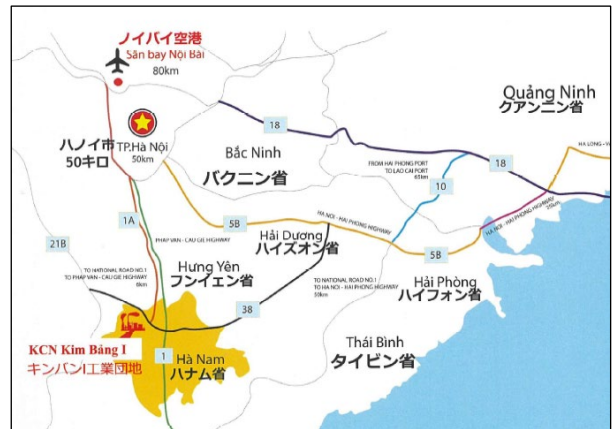 ノイバイ空港
Sân bay Nội Bài
80km
Quảng Ninh
クアンニン省
18
ハノイ市
50キロ
TP.Hà Nội
50km
Bắc Ninh
バクニン省
FROM HAI PHONG PORT
TO LAO CAI PORT
65km
10
18
1A
21B
PHAP VAN - CAU GIE HIGHWAY
5B
Hải Dương
ハイズオン省
HA NOI - HAI PHONG HIGHWAY
HA NOI - HAI PHONG HIGHWAY
5B
Hưng Yên
フンイェン省
TO NATIONAL ROAD NO.1
TO PHAP VAN - CAU GIE HIGHWAY
6km
TO NATIONAL ROAD NO.1
TO HA NOI - HAI PHONG HIGHWAY
50km
Hải Phòng
ハイフォン省
38
KCN Kim Bảng I
キンバンI工業団地
1
Hà Nam
ハナム省
Thái Bình
タイビン省